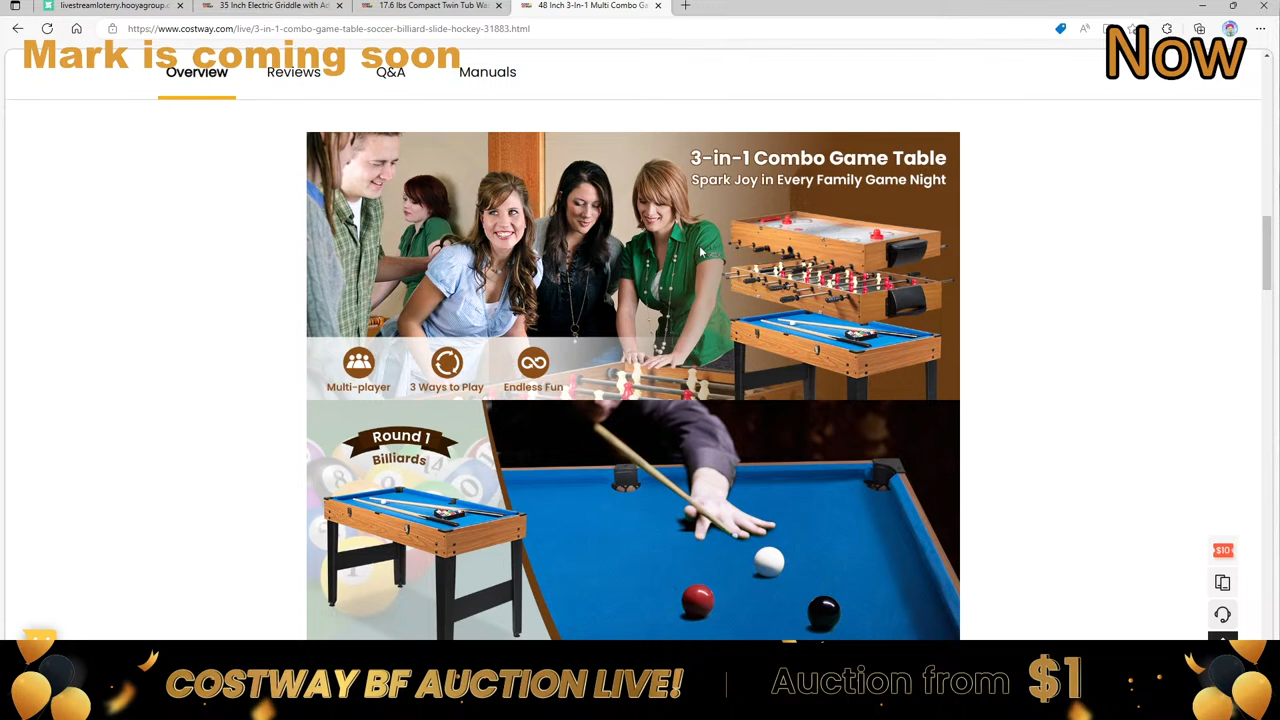 livestreamloterry.hooyagroup.c
35 Inch Electric Griddle with Ad
17.6 lbs Compact Twin Tub Wa
48 Inch 3-In-1 Multi Combo Ga
https://www.costway.com/live/3-in-1-combo-game-table-soccer-billiard-slide-hockey-31883.html
Mark is coming soon
Now
Overview
Reviews
Q&A
Manuals
3-in-1 Combo Game Table
Spark Joy in Every Family Game Night
Multi-player
3 Ways to Play
Endless Fun
Round 1
Billiards
$10
COSTWAY BF AUCTION LIVE!
Auction from $1